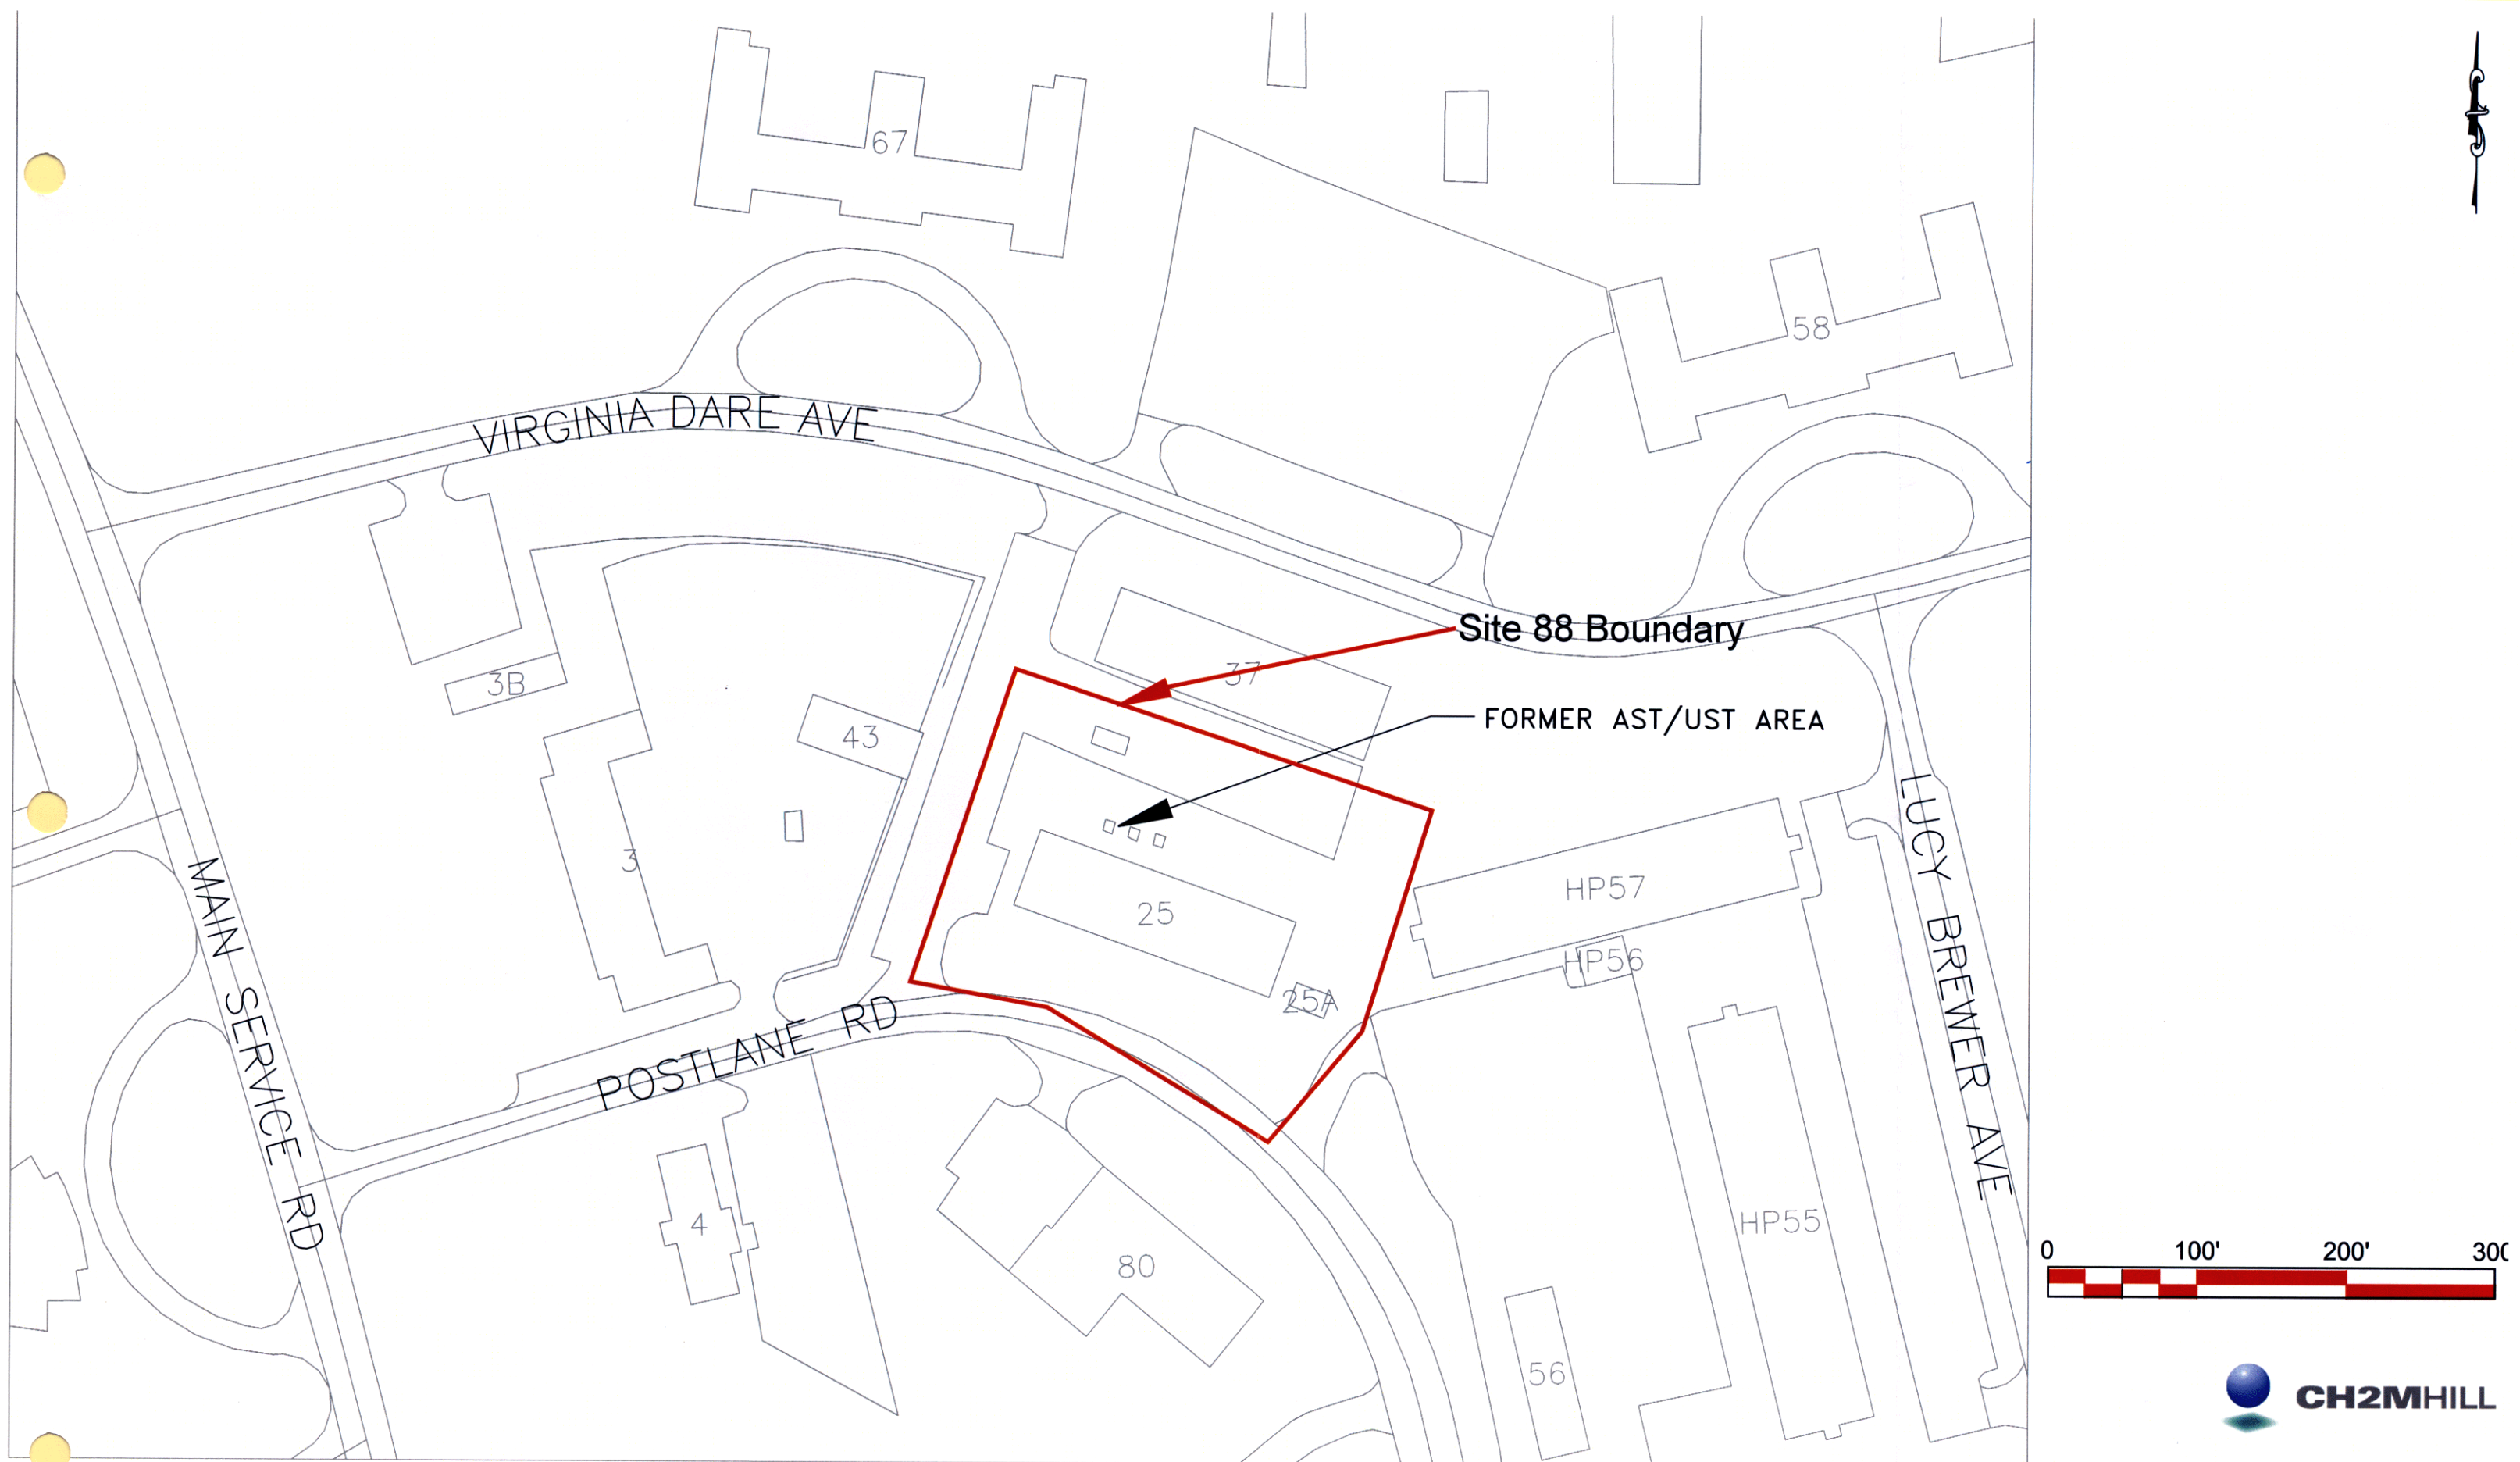 67
58
VIRGINIA DARE AVE
Site 88 Boundary
37
3B
FORMER AST/UST AREA
43
3
25
HP57
HP56
25A
LUCY BREWER AVE
MAIN SERVICE RD
POSTLANE RD
4
80
HP55
56
0 100' 200' 300
CH2MHILL